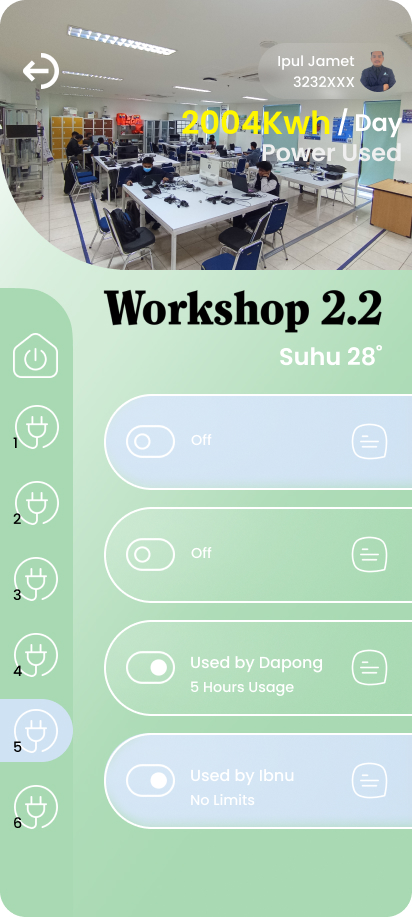 Ipul Jamet
3232XXX
2004Kwh / Day
Power Used
Workshop 2.2
Suhu 28°
1
Off
2
Off
3
4
Used by Dapong
5 Hours Usage
5
Used by Ibnu
No Limits
6